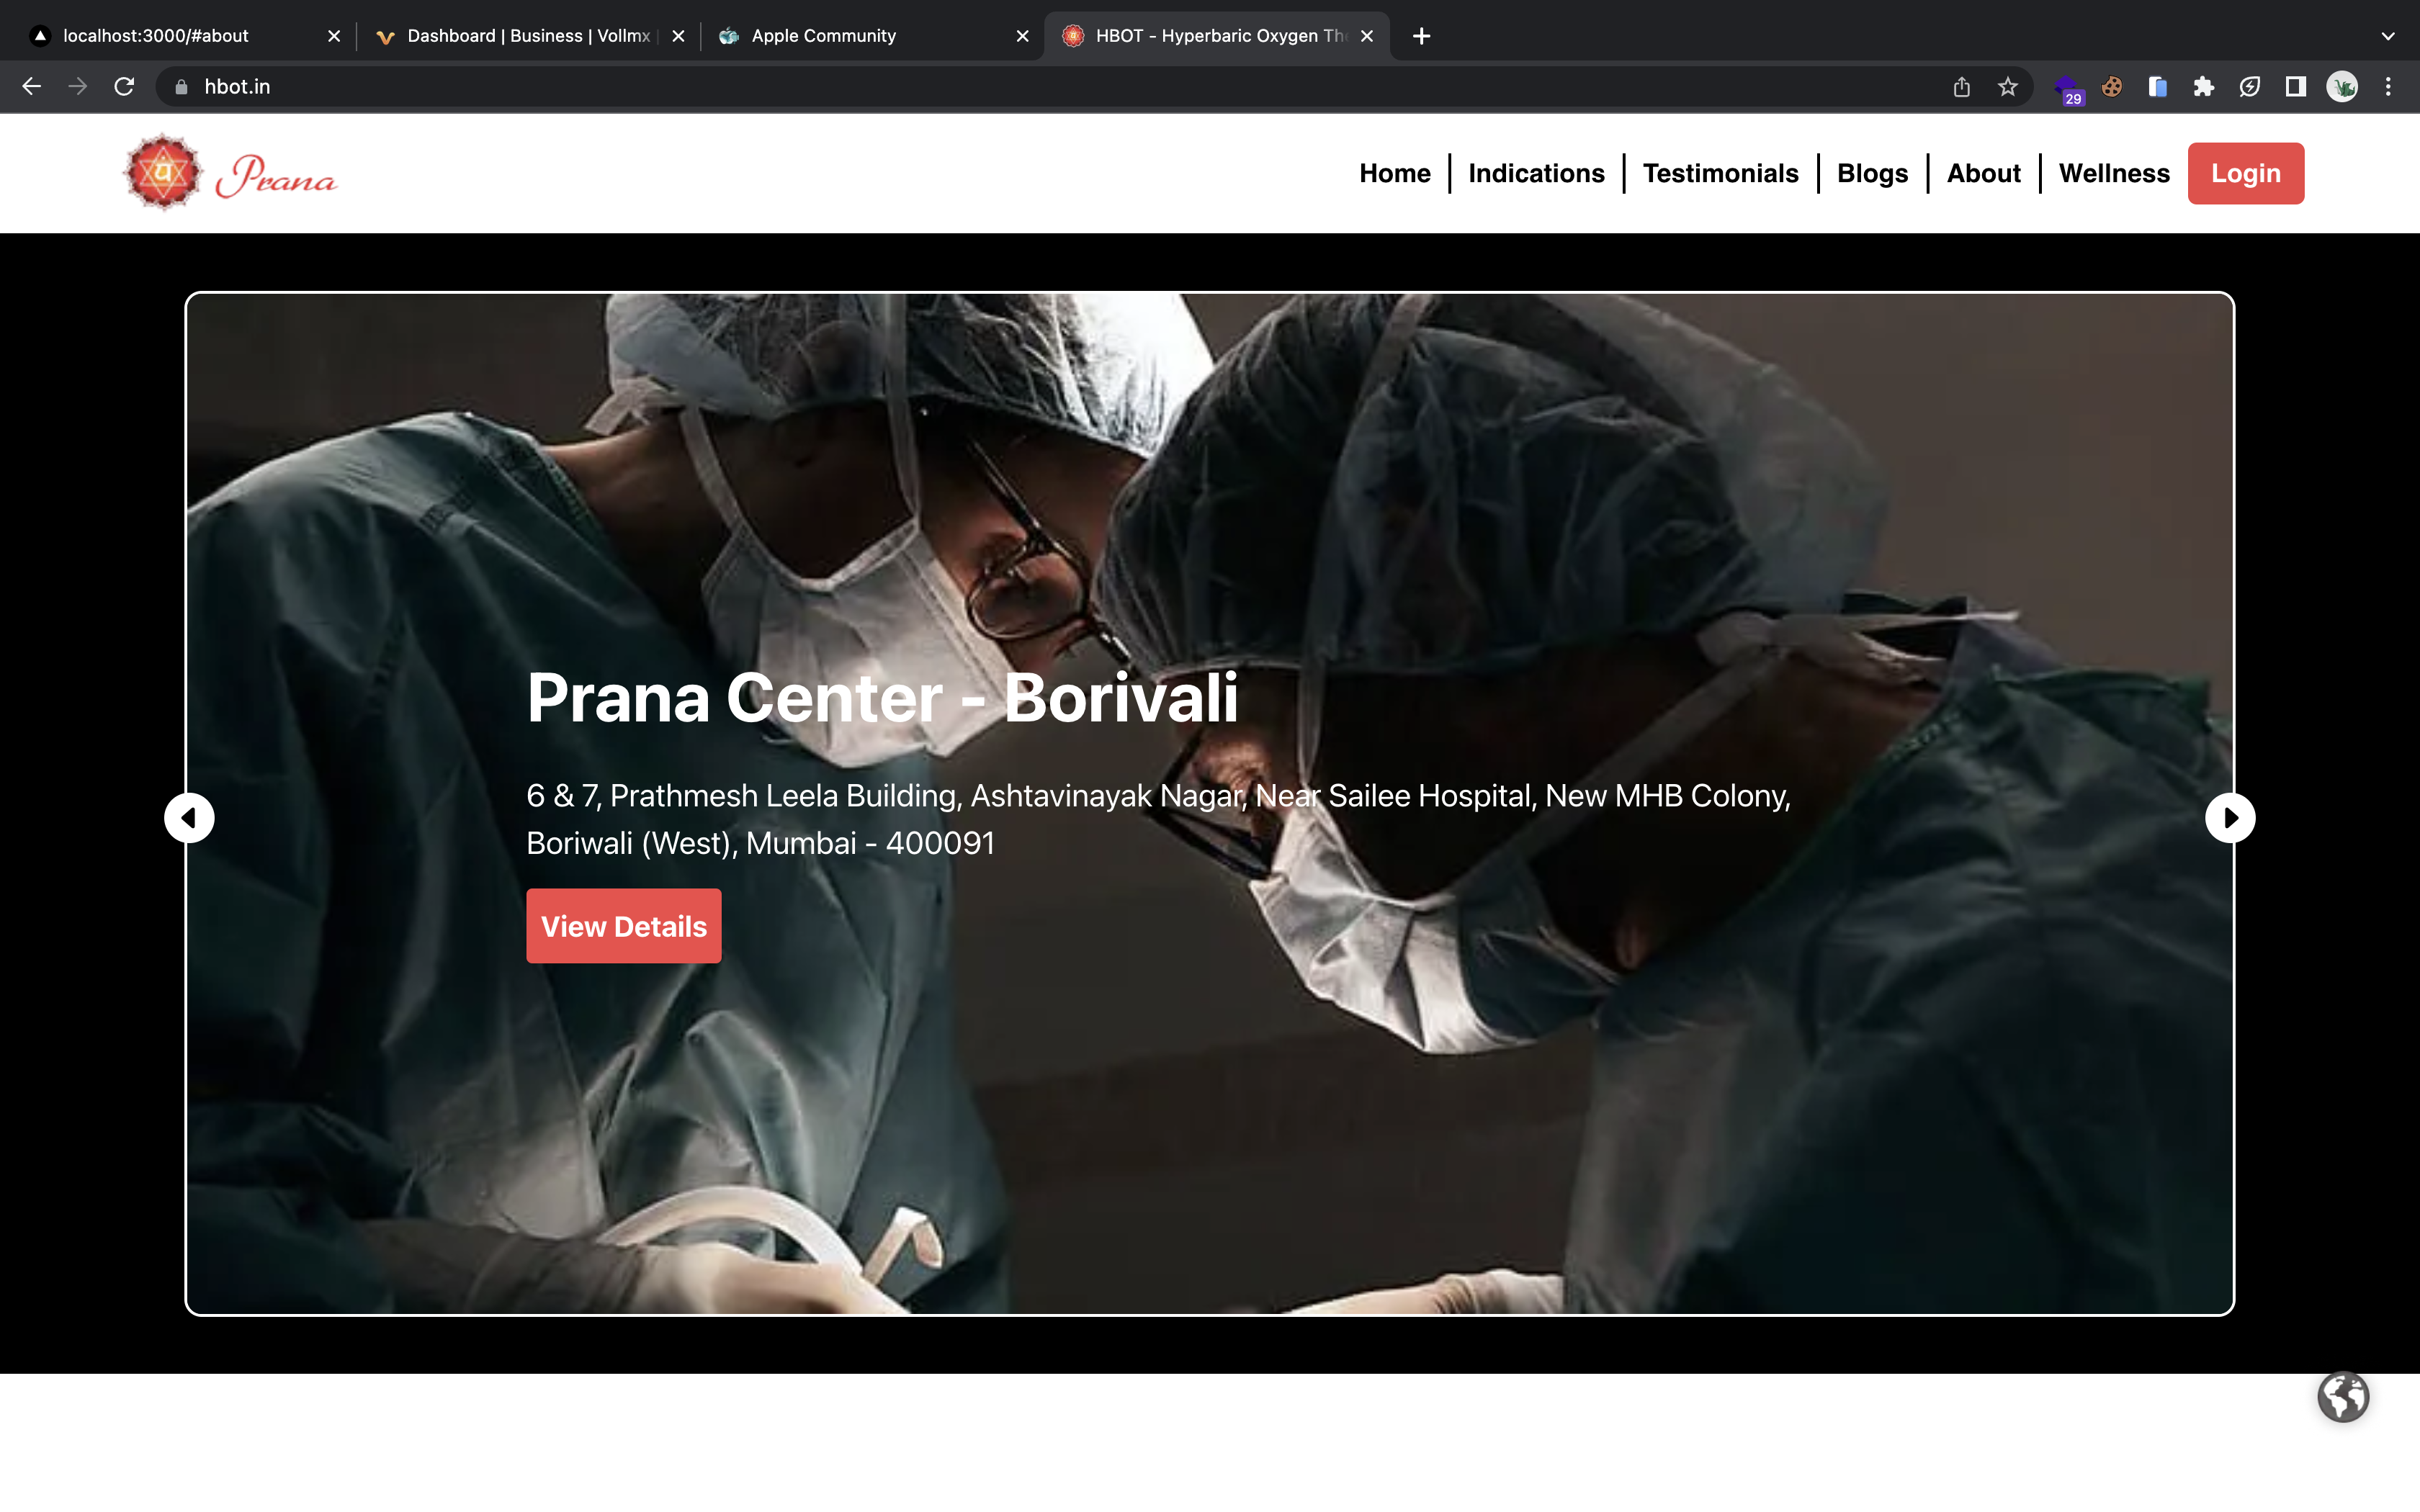 localhost:3000/#about
Dashboard | Business | Vollmx
Apple Community
HBOT - Hyperbaric Oxygen Th
hbot.in
29
प
Prana
Home
Indications
Testimonials
Blogs
About
Wellness
Login
Prana Center - Borivali
6 & 7, Prathmesh Leela Building, Ashtavinayak Nagar, Near Sailee Hospital, New MHB Colony,
Boriwali (West), Mumbai - 400091
View Details